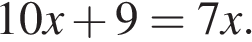 10x + 9 = 7x.